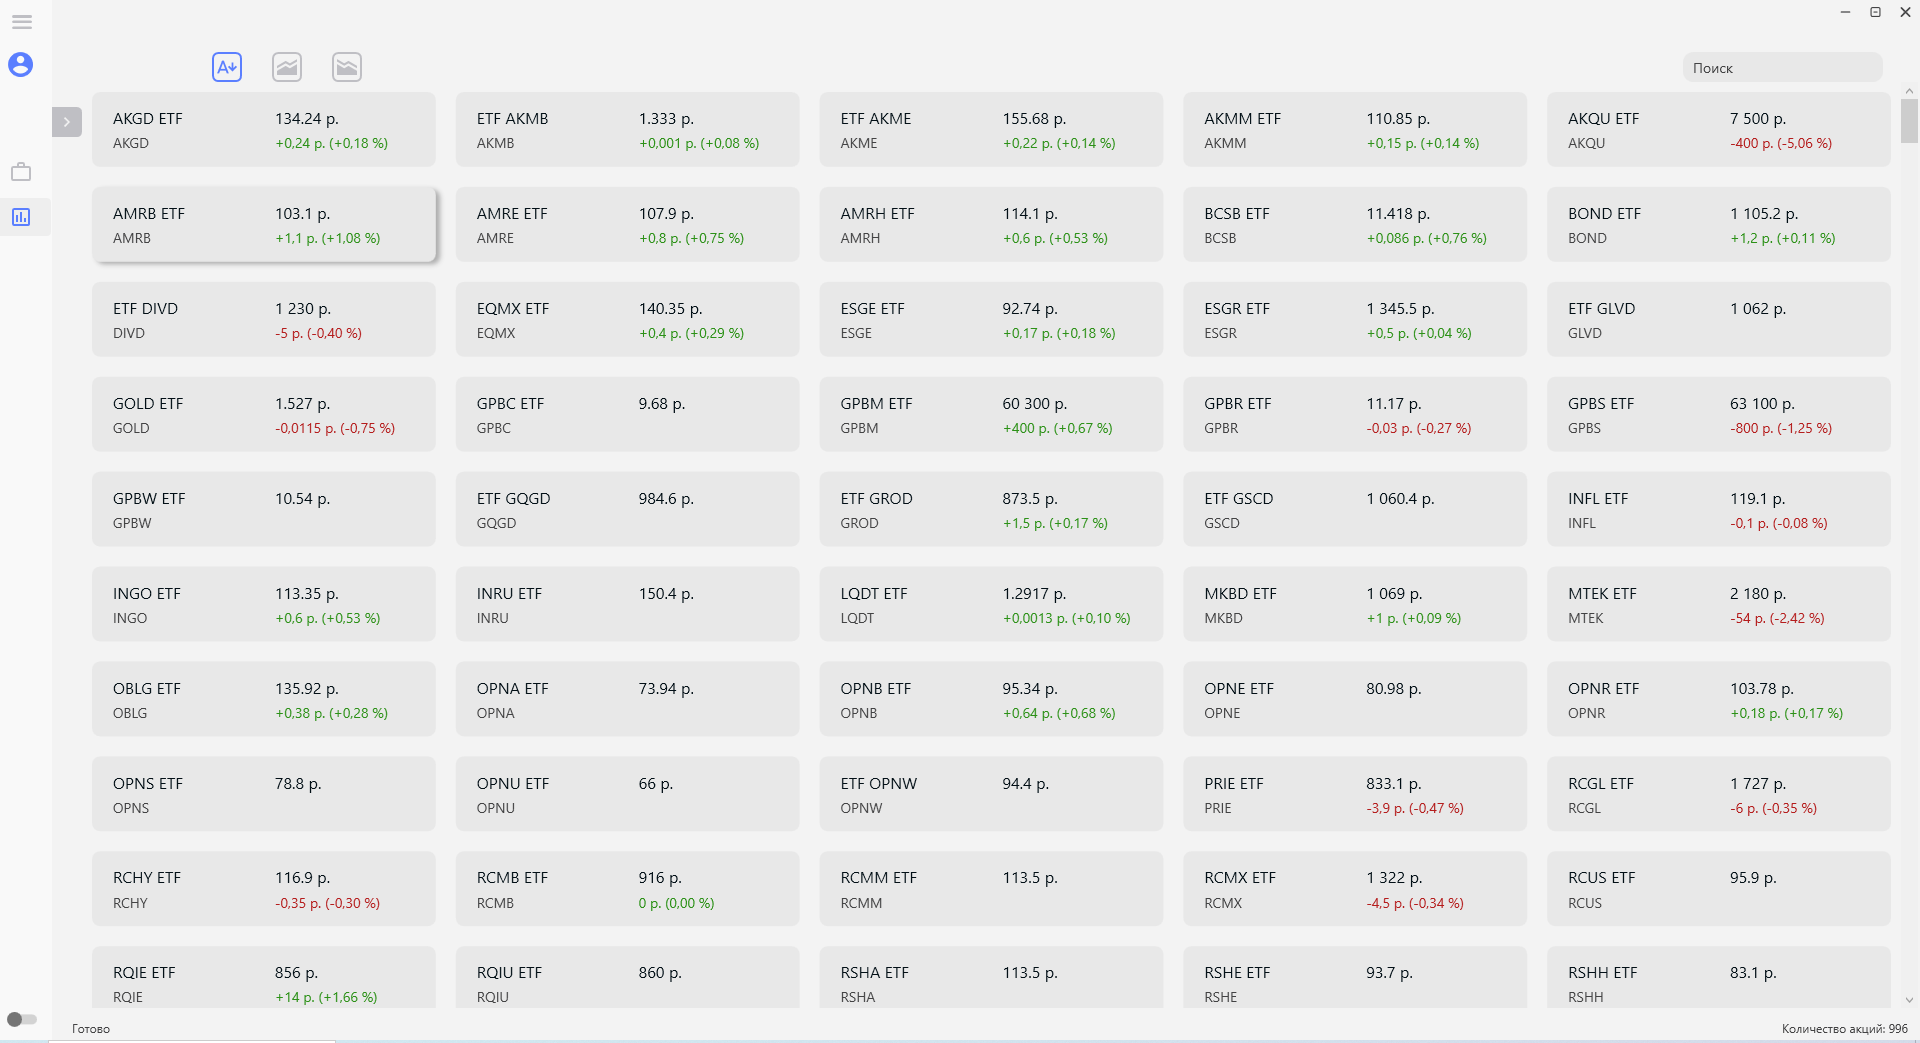 A
Поиск
AKGD ETF 134.24 р.
AKGD +0,24 р. (+0,18 %)
ETF AKMB 1.333 р.
AKMB +0,001 р. (+0,08 %)
ETF AKME 155.68 р.
AKME +0,22 р. (+0,14 %)
AKMM ETF 110.85 р.
AKMM +0,15 р. (+0,14 %)
AKQU ETF 7 500 р.
AKQU -400 р. (-5,06 %)
AMRB ETF 103.1 р.
AMRB +1,1 р. (+1,08 %)
AMRE ETF 107.9 р.
AMRE +0,8 р. (+0,75 %)
AMRH ETF 114.1 р.
AMRH +0,6 р. (+0,53 %)
BCSB ETF 11.418 р.
BCSB +0,086 р. (+0,76 %)
BOND ETF 1 105.2 р.
BOND +1,2 р. (+0,11 %)
ETF DIVD 1 230 р.
DIVD -5 р. (-0,40 %)
EQMX ETF 140.35 р.
EQMX +0,4 р. (+0,29 %)
ESGE ETF 92.74 р.
ESGE +0,17 р. (+0,18 %)
ESGR ETF 1 345.5 р.
ESGR +0,5 р. (+0,04 %)
ETF GLVD 1 062 р.
GLVD
GOLD ETF 1.527 р.
GOLD -0,0115 р. (-0,75 %)
GPBC ETF 9.68 р.
GPBC
GPBM ETF 60 300 р.
GPBM +400 р. (+0,67 %)
GPBR ETF 11.17 р.
GPBR -0,03 р. (-0,27 %)
GPBS ETF 63 100 р.
GPBS -800 р. (-1,25 %)
GPBW ETF 10.54 р.
GPBW
ETF GQGD 984.6 р.
GQGD
ETF GROD 873.5 р.
GROD +1,5 р. (+0,17 %)
ETF GSCD 1 060.4 р.
GSCD
INFL ETF 119.1 р.
INFL -0,1 р. (-0,08 %)
INGO ETF 113.35 р.
INGO +0,6 р. (+0,53 %)
INRU ETF 150.4 р.
INRU
LQDT ETF 1.2917 р.
LQDT +0,0013 р. (+0,10 %)
MKBD ETF 1 069 р.
MKBD +1 р. (+0,09 %)
MTEK ETF 2 180 р.
MTEK -54 р. (-2,42 %)
OBLG ETF 135.92 р.
OBLG +0,38 р. (+0,28 %)
OPNA ETF 73.94 р.
OPNA
OPNB ETF 95.34 р.
OPNB +0,64 р. (+0,68 %)
OPNE ETF 80.98 р.
OPNE
OPNR ETF 103.78 р.
OPNR +0,18 р. (+0,17 %)
OPNS ETF 78.8 р.
OPNS
OPNU ETF 66 р.
OPNU
ETF OPNW 94.4 р.
OPNW
PRIE ETF 833.1 р.
PRIE -3,9 р. (-0,47 %)
RCGL ETF 1 727 р.
RCGL -6 р. (-0,35 %)
RCHY ETF 116.9 р.
RCHY -0,35 р. (-0,30 %)
RCMB ETF 916 р.
RCMB 0 р. (0,00 %)
RCMM ETF 113.5 р.
RCMM
RCMX ETF 1 322 р.
RCMX -4,5 р. (-0,34 %)
RCUS ETF 95.9 р.
RCUS
RQIE ETF 856 р.
RQIE +14 р. (+1,66 %)
RQIU ETF 860 р.
RQIU
RSHA ETF 113.5 р.
RSHA
RSHE ETF 93.7 р.
RSHE
RSHH ETF 83.1 р.
RSHH
Готово
Количество акций: 996